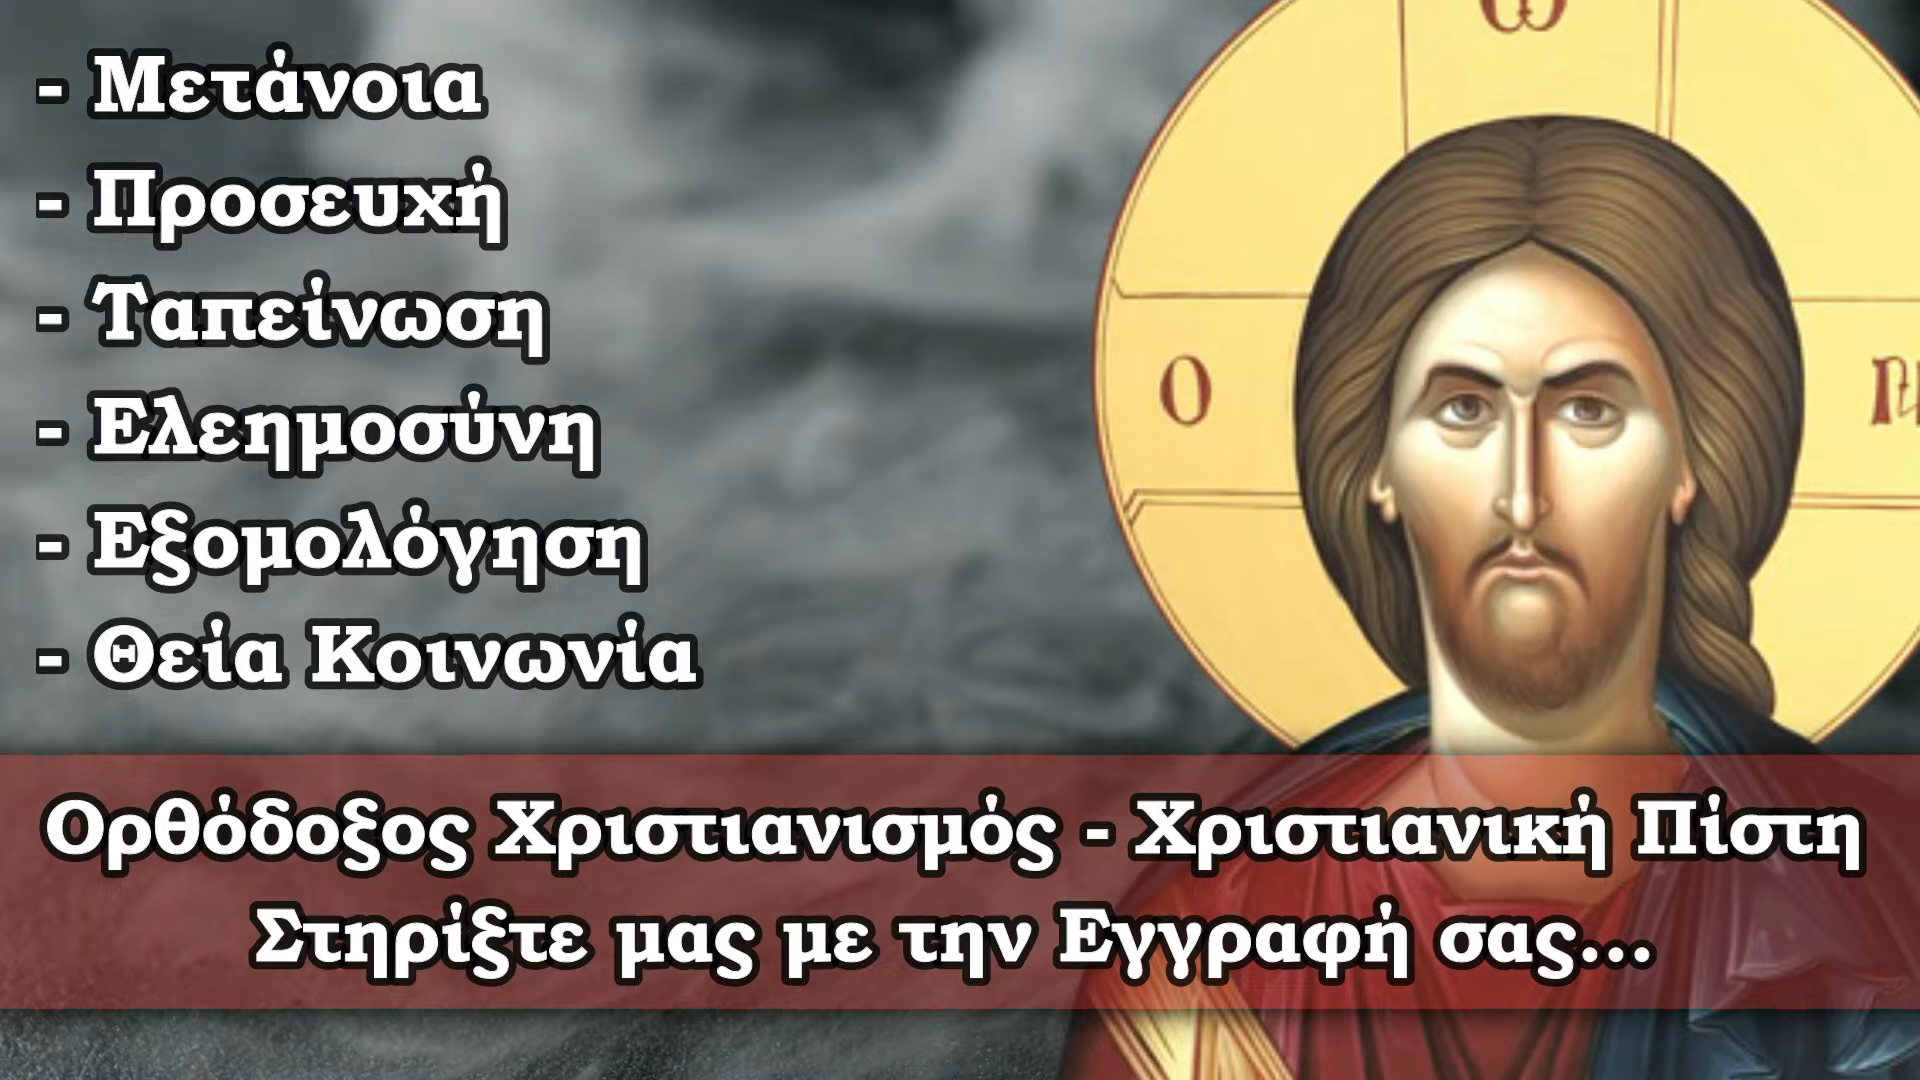 - Μετάνοια
- Προσευχή
- Ταπείνωση
- Ελεημοσύνη
- Εξομολόγηση
- Θεία Κοινωνία
ω
Ο
Ορθόδοξος Χριστιανισμός - Χριστιανική Πίστη
Στηρίξτε μας με την Εγγραφή σας...